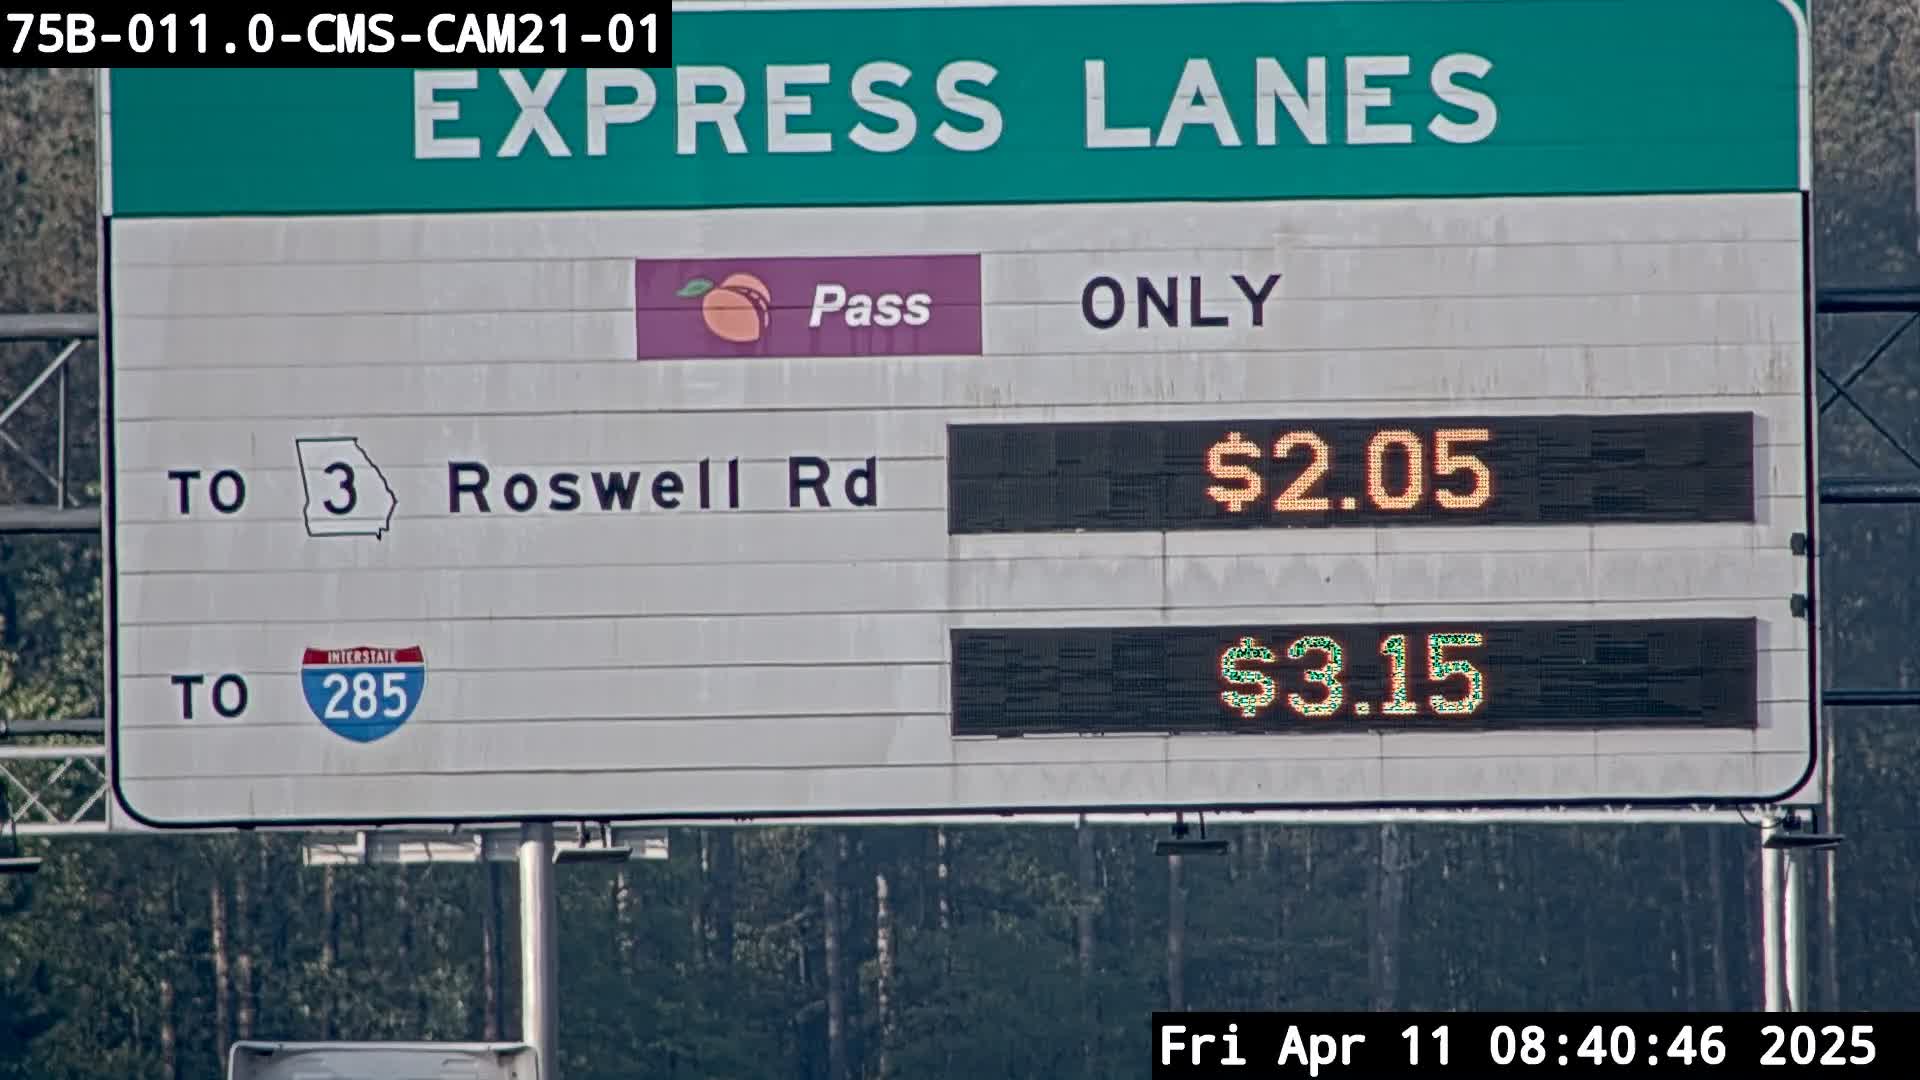 75B-011.0-CMS-CAM21-01
EXPRESS LANES
Pass ONLY
TO 3 Roswell Rd $2.05
INTERSTATE
TO 285 $3.15
Fri Apr 11 08:40:46 2025